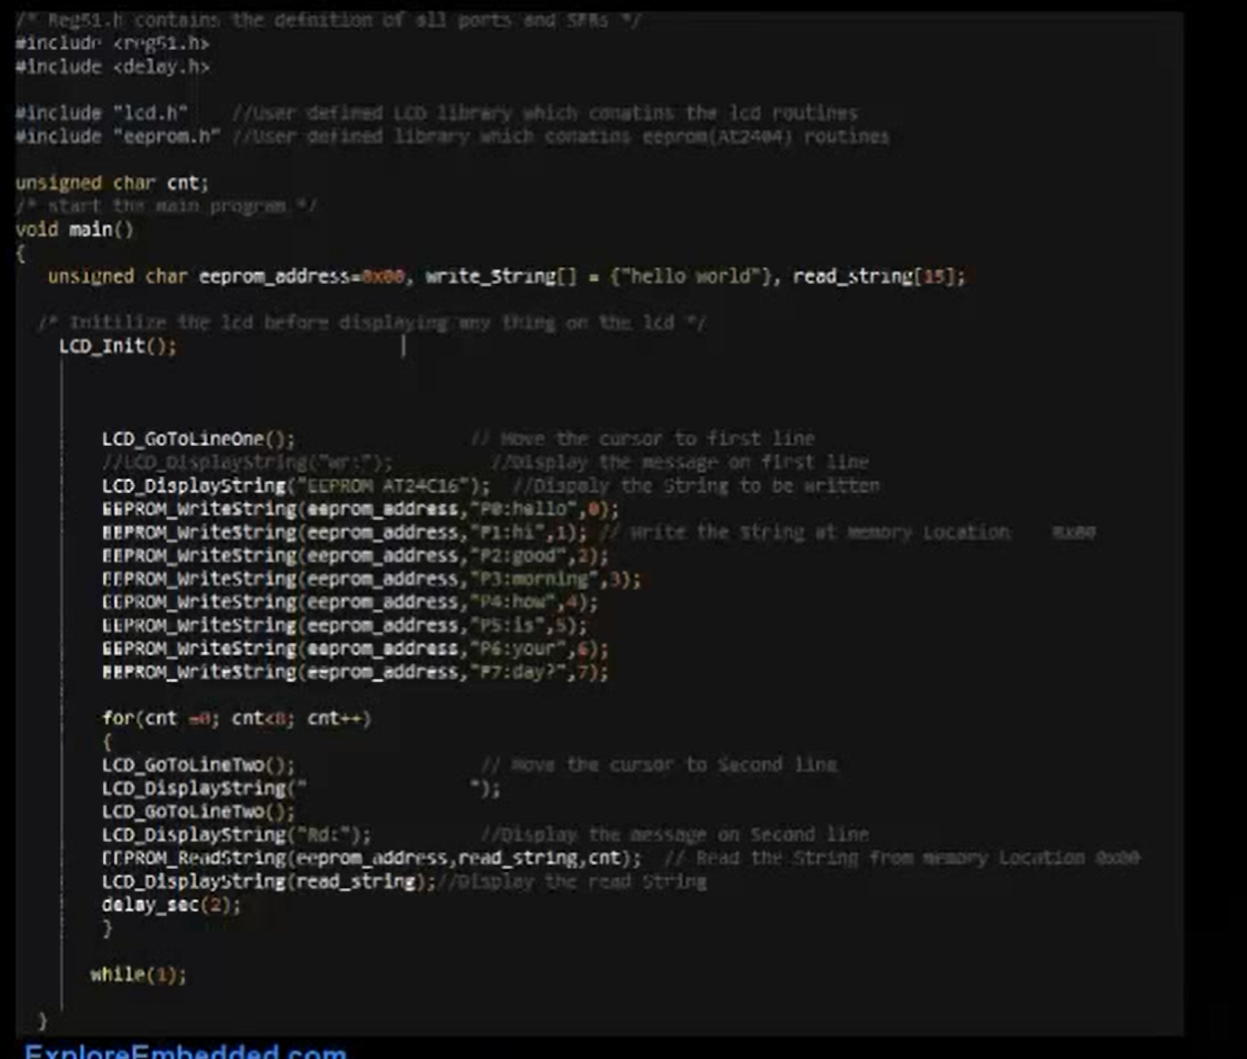 /* Reg51.h contains the definition of all ports and SFRs */
#include <reg51.h>
#include <delay.h>
#include "lcd.h" //User defined LCD library which conatins the lcd routines
#include "eeprom.h" //User defined library which conatins eeprom(At2404) routines
unsigned char cnt;
/* start the main program */
void main()
{
unsigned char eeprom_address=0x00, write_String[] = {"hello world"}, read_string[15];
/* Initilize the lcd before displaying any thing on the lcd */
LCD_Init();
LCD_GoToLineOne(); // Move the cursor to first line
//LCD_DisplayString("wr:"); //Display the message on first line
LCD_DisplayString("EEPROM AT24C16"); //Dispaly the String to be written
EEPROM_WriteString(eeprom_address,"P0:hello",0);
EEPROM_WriteString(eeprom_address,"P1:hi",1); // Write the String at memory Location 0x00
EEPROM_WriteString(eeprom_address,"P2:good",2);
EEPROM_WriteString(eeprom_address,"P3:morning",3);
EEPROM_WriteString(eeprom_address,"P4:how",4);
EEPROM_WriteString(eeprom_address,"P5:is",5);
EEPROM_WriteString(eeprom_address,"P6:your",6);
EEPROM_WriteString(eeprom_address,"P7:day?",7);
for(cnt =0; cnt<8; cnt++)
{
LCD_GoToLineTwo(); // Move the cursor to Second line
LCD_DisplayString(" ");
LCD_GoToLineTwo();
LCD_DisplayString("Rd:"); //Display the message on Second line
EEPROM_ReadString(eeprom_address,read_string,cnt); // Read the String from memory Location 0x00
LCD_DisplayString(read_string);//Display the read String
delay_sec(2);
}
while(1);
}
ExploreEmbedded.com